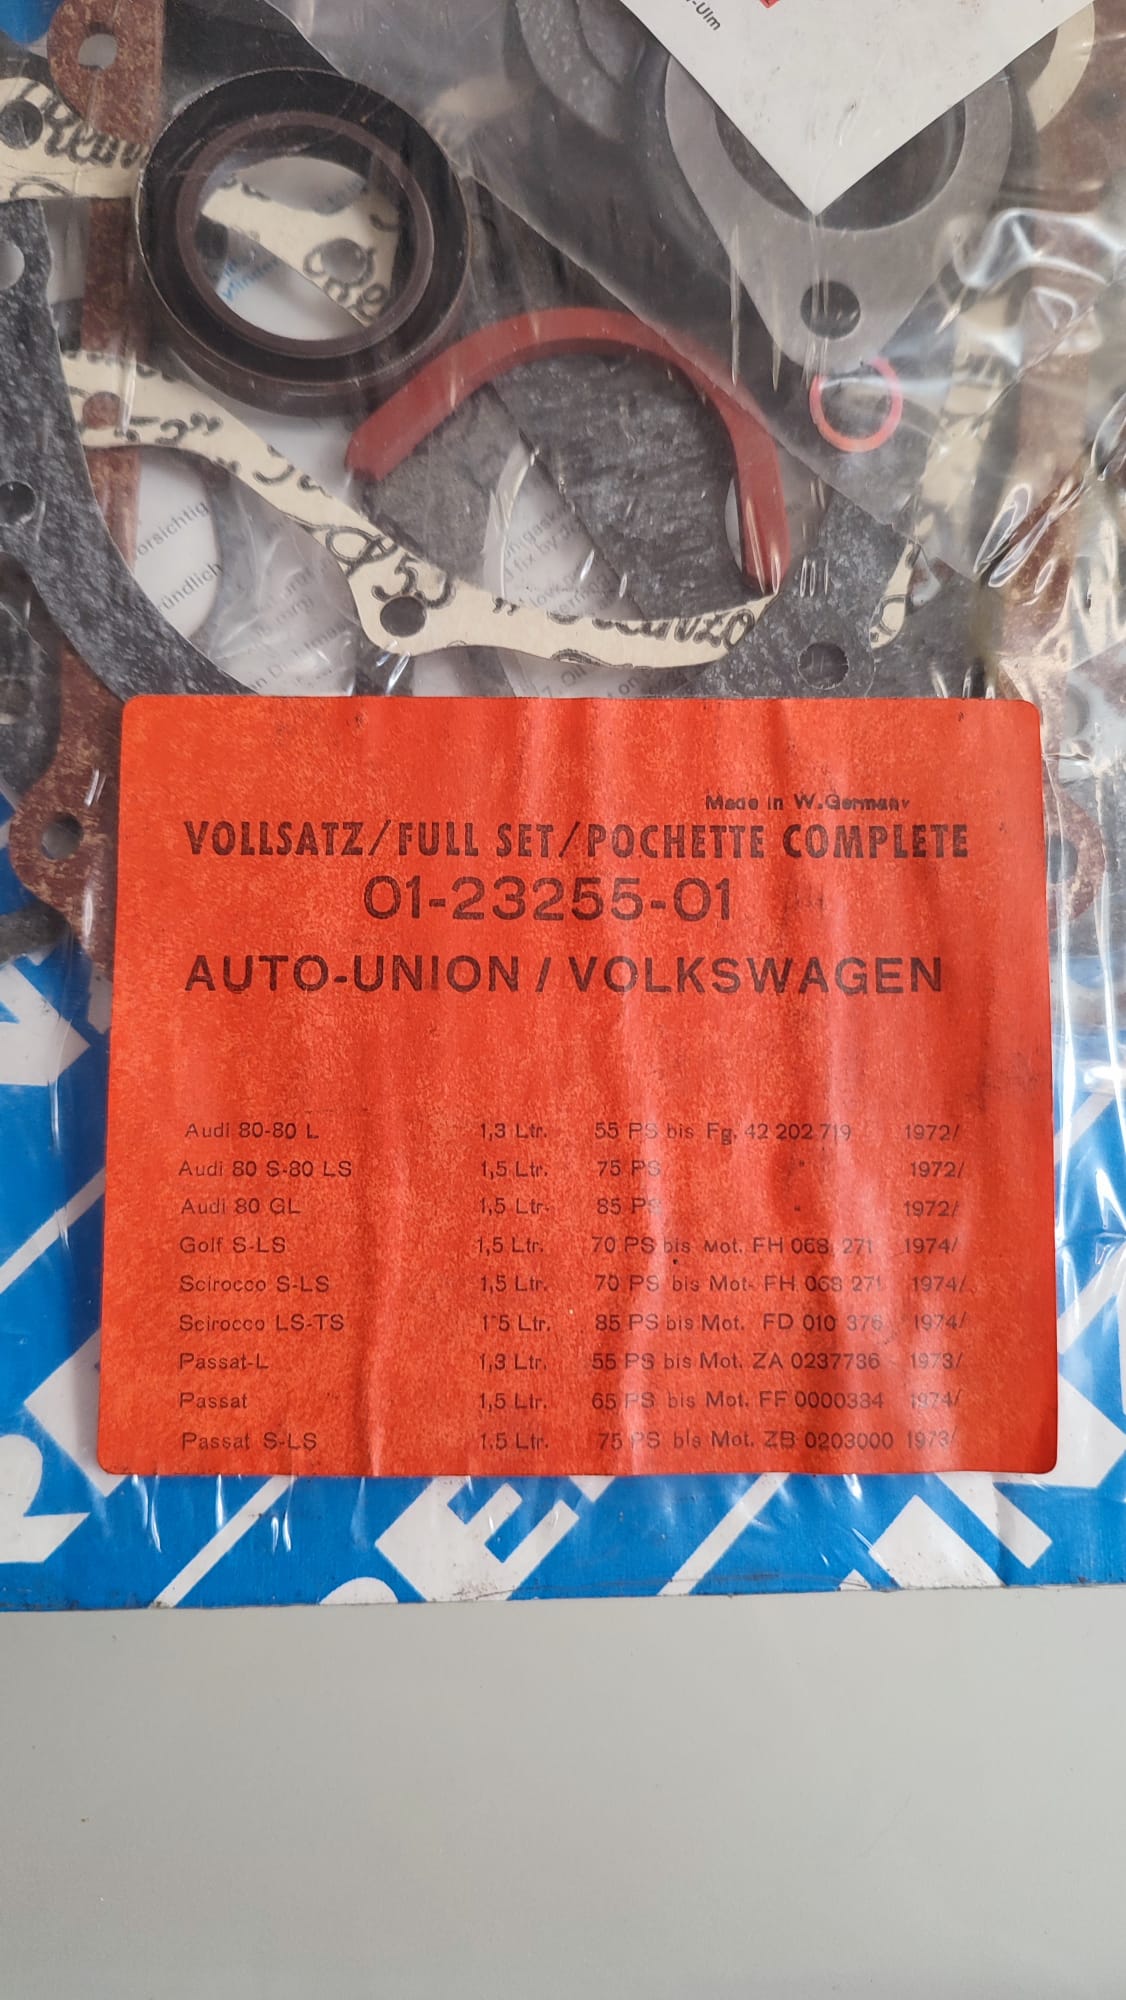 -Ulm
Reinz
vorsichtig
gründlich
Made in W.Germany
VOLLSATZ/FULL SET/POCHETTE COMPLETE
01-23255-01
AUTO-UNION / VOLKSWAGEN
Audi 80-80 L 1,3 Ltr. 55 PS bis Fg. 42 202 719 1972/
Audi 80 S-80 LS 1,5 Ltr. 75 PS " 1972/
Audi 80 GL 1,5 Ltr. 85 PS " 1972/
Golf S-LS 1,5 Ltr. 70 PS bis Mot. FH 068 271 1974/
Scirocco S-LS 1,5 Ltr. 70 PS bis Mot. FH 068 271 1974/
Scirocco LS-TS 1,5 Ltr. 85 PS bis Mot. FD 010 376 1974/
Passat-L 1,3 Ltr. 55 PS bis Mot. ZA 0237736 1973/
Passat 1,5 Ltr. 65 PS bis Mot. FF 0000384 1974/
Passat S-LS 1,5 Ltr. 75 PS bis Mot. ZB 0203000 1973/